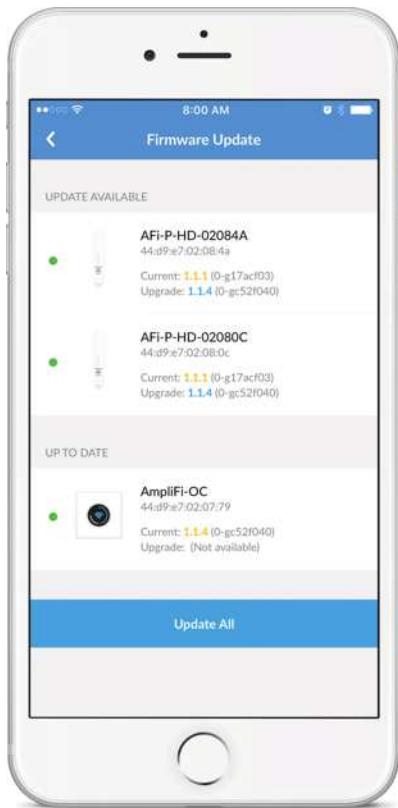 8:00 AM
Firmware Update
UPDATE AVAILABLE
AFi-P-HD-02084A
44:d9:e7:02:08:4a
Current: 1.1.1 (0-g17acf03)
Upgrade: 1.1.4 (0-gc52f040)
AFi-P-HD-02080C
44:d9:e7:02:08:0c
Current: 1.1.1 (0-g17acf03)
Upgrade: 1.1.4 (0-gc52f040)
UP TO DATE
AmpliFi-OC
44:d9:e7:02:07:79
Current: 1.1.4 (0-gc52f040)
Upgrade: (Not available)
Update All